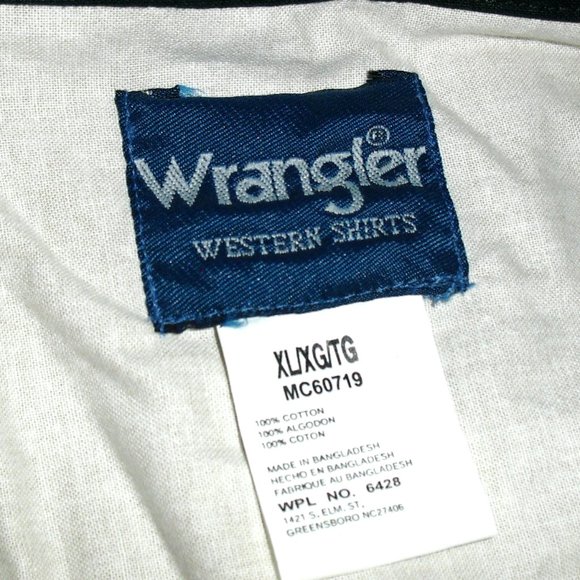 Wrangler®
WESTERN SHIRTS
XL/XG/TG
MC60719
100% COTTON
100% ALGODON
100% COTON
MADE IN BANGLADESH
HECHO EN BANGLADESH
FABRIQUE AU BANGLADESH
WPL NO. 6428
1421 S. ELM. ST.
GREENSBORO NC27406